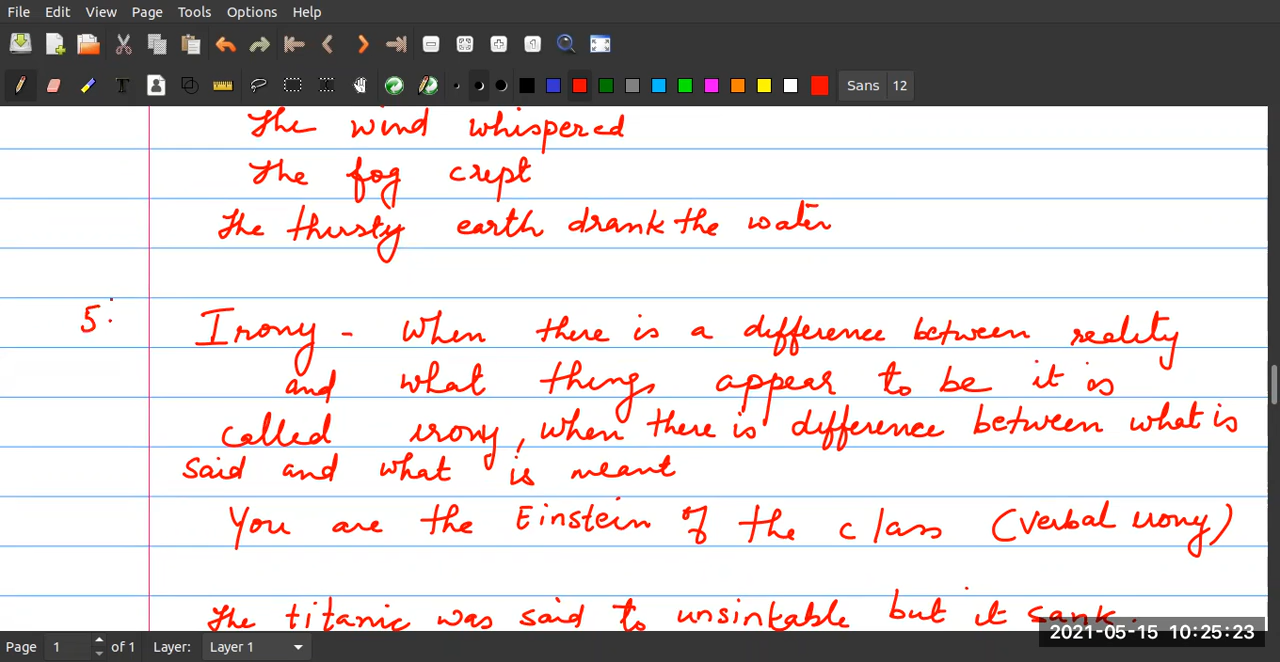 File Edit View Page Tools Options Help
Sans 12
The wind whispered
The fog crept
The thirsty earth drank the water
5: Irony - When there is a difference between reality
and what things appear to be it is
called irony, when there is difference between what is
said and what is meant
You are the Einstein of the class (Verbal irony)
The titanic was said to unsinkable but it sank.
2021-05-15 10:25:23
Page 1 of 1 Layer: Layer 1